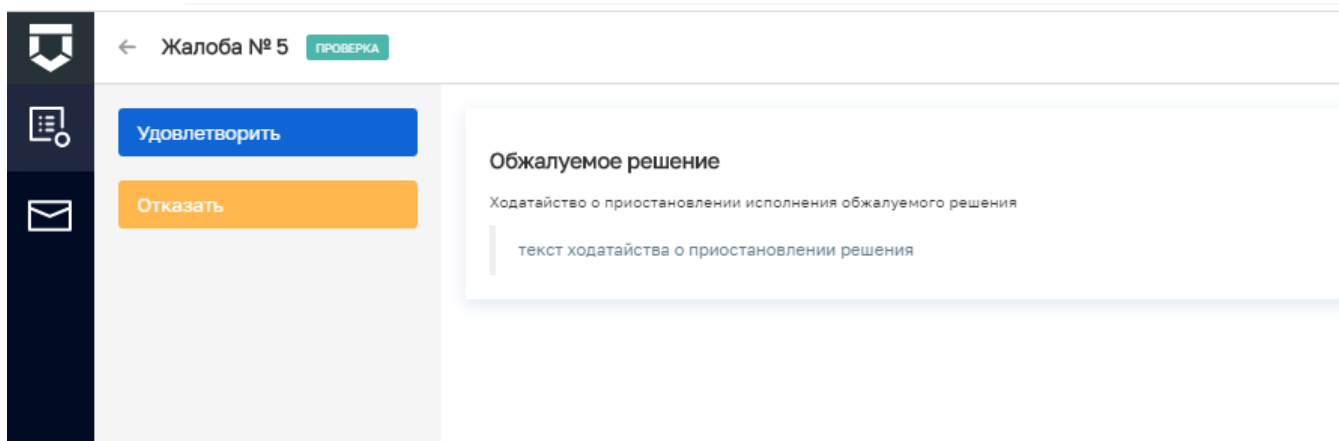 Жалоба № 5 ПРОВЕРКА
Удовлетворить
Отказать
Обжалуемое решение
Ходатайство о приостановлении исполнения обжалуемого решения
текст ходатайства о приостановлении решения